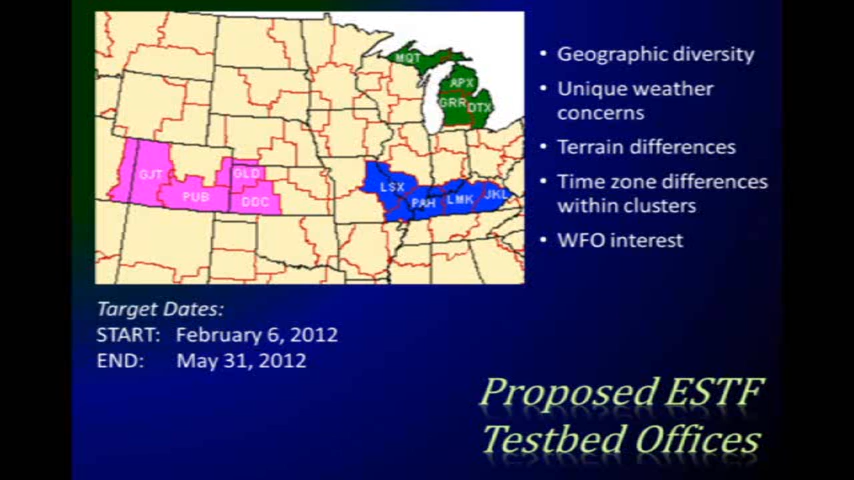 MQT
APX
GRR
DTX
GJT
GLD
PUB
DDC
LSX
PAH
LMK
JKL
• Geographic diversity
• Unique weather
concerns
• Terrain differences
• Time zone differences
within clusters
• WFO interest
Target Dates:
START: February 6, 2012
END: May 31, 2012
Proposed ESTF
Testbed Offices